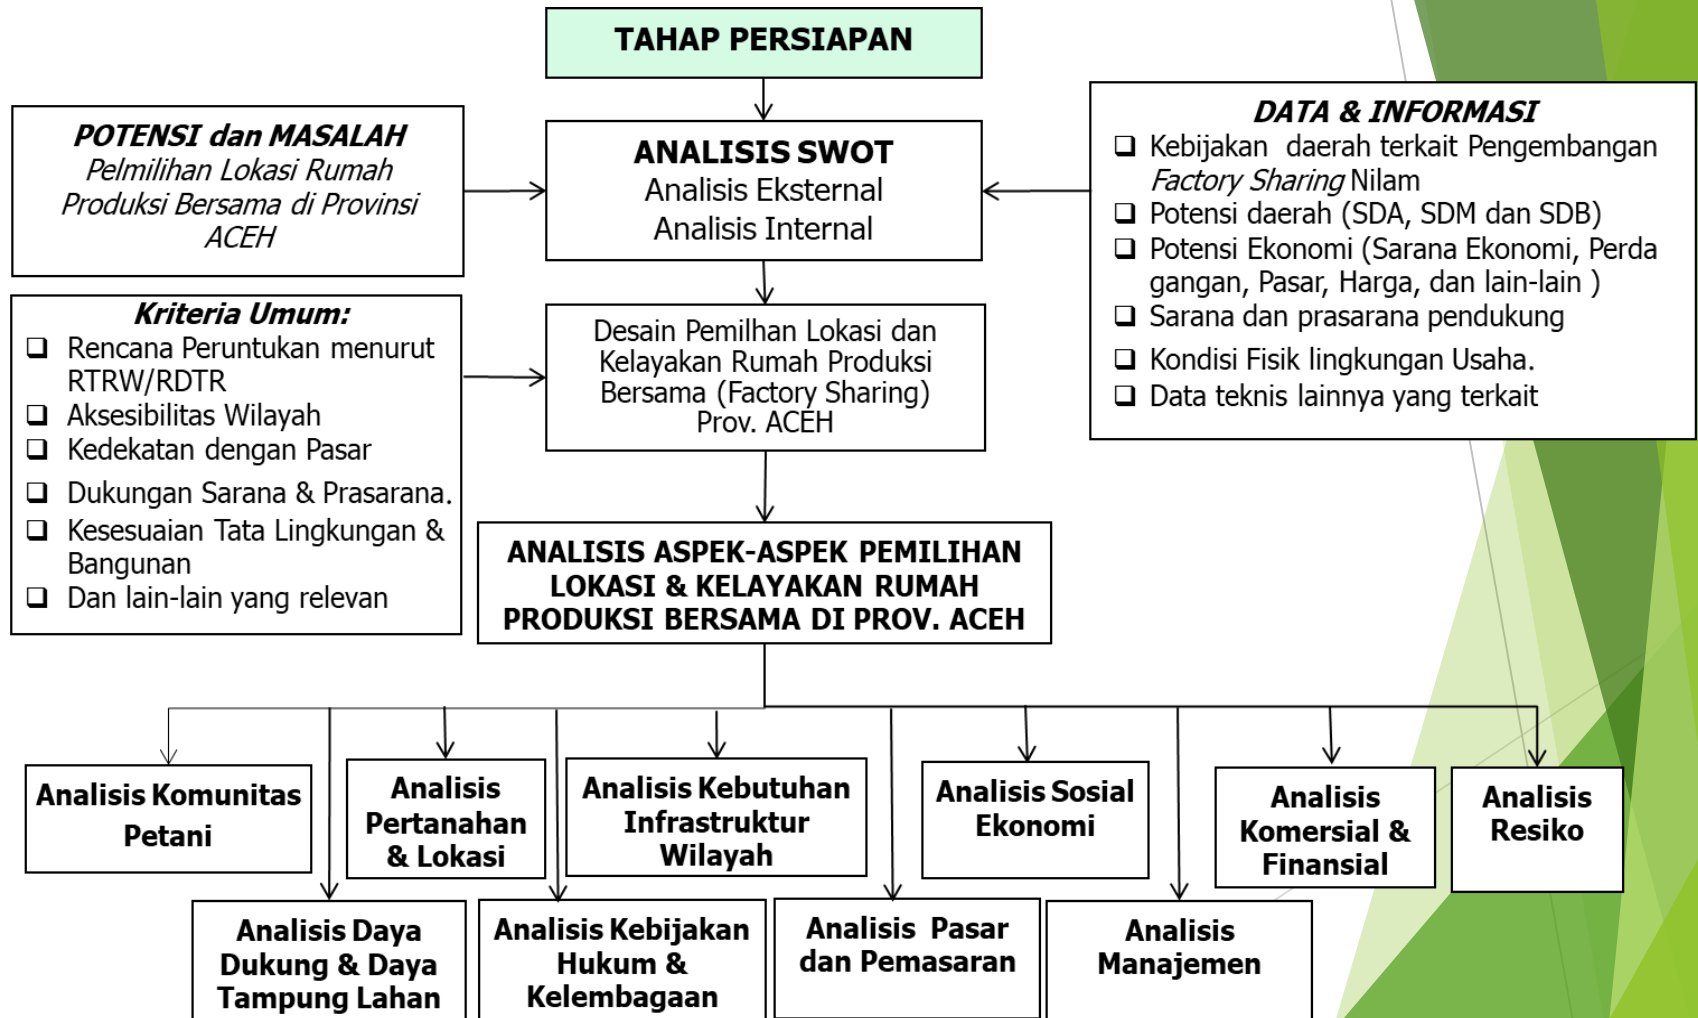 TAHAP PERSIAPAN
POTENSI dan MASALAH
Pelmilihan Lokasi Rumah
Produksi Bersama di Provinsi
ACEH
ANALISIS SWOT
Analisis Eksternal
Analisis Internal
DATA & INFORMASI
❑ Kebijakan daerah terkait Pengembangan
Factory Sharing Nilam
❑ Potensi daerah (SDA, SDM dan SDB)
❑ Potensi Ekonomi (Sarana Ekonomi, Perda
gangan, Pasar, Harga, dan lain-lain )
❑ Sarana dan prasarana pendukung
❑ Kondisi Fisik lingkungan Usaha.
❑ Data teknis lainnya yang terkait
Kriteria Umum:
❑ Rencana Peruntukan menurut
RTRW/RDTR
❑ Aksesibilitas Wilayah
❑ Kedekatan dengan Pasar
❑ Dukungan Sarana & Prasarana.
❑ Kesesuaian Tata Lingkungan &
Bangunan
❑ Dan lain-lain yang relevan
Desain Pemilhan Lokasi dan
Kelayakan Rumah Produksi
Bersama (Factory Sharing)
Prov. ACEH
ANALISIS ASPEK-ASPEK PEMILIHAN
LOKASI & KELAYAKAN RUMAH
PRODUKSI BERSAMA DI PROV. ACEH
Analisis Komunitas
Petani
Analisis
Pertanahan
& Lokasi
Analisis Kebutuhan
Infrastruktur
Wilayah
Analisis Sosial
Ekonomi
Analisis
Komersial &
Finansial
Analisis
Resiko
Analisis Daya
Dukung & Daya
Tampung Lahan
Analisis Kebijakan
Hukum &
Kelembagaan
Analisis Pasar
dan Pemasaran
Analisis
Manajemen